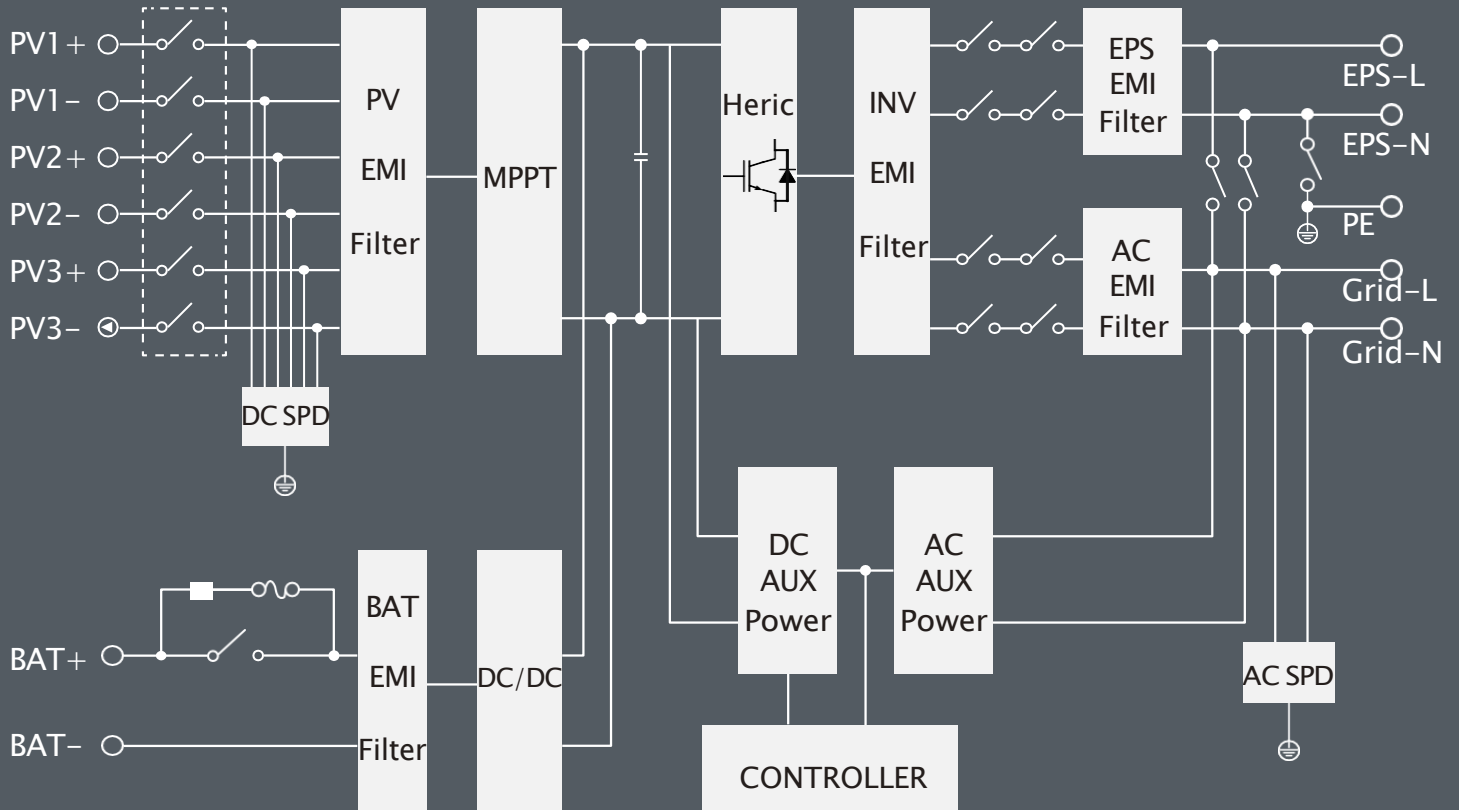 PV1+
PV1-
PV2+
PV2-
PV3+
PV3-
PV
EMI
Filter
MPPT
Heric
INV
EMI
Filter
EPS
EMI
Filter
AC
EMI
Filter
EPS-L
EPS-N
PE
Grid-L
Grid-N
DC SPD
BAT+
BAT-
BAT
EMI
Filter
DC/DC
DC
AUX
Power
AC
AUX
Power
AC SPD
CONTROLLER